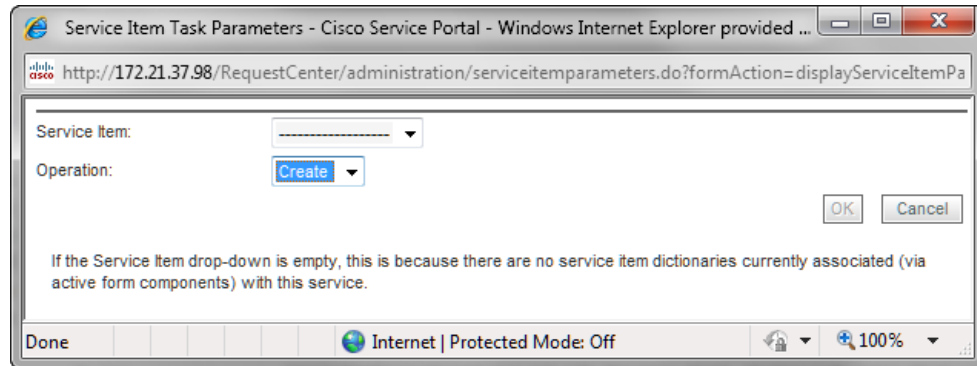 Service Item Task Parameters - Cisco Service Portal - Windows Internet Explorer provided ...
cisco http://172.21.37.98/RequestCenter/administration/serviceitemparameters.do?formAction=displayServiceItemPa
Service Item: ------------------
Operation: Create
OK Cancel
If the Service Item drop-down is empty, this is because there are no service item dictionaries currently associated (via
active form components) with this service.
Done Internet | Protected Mode: Off 100%